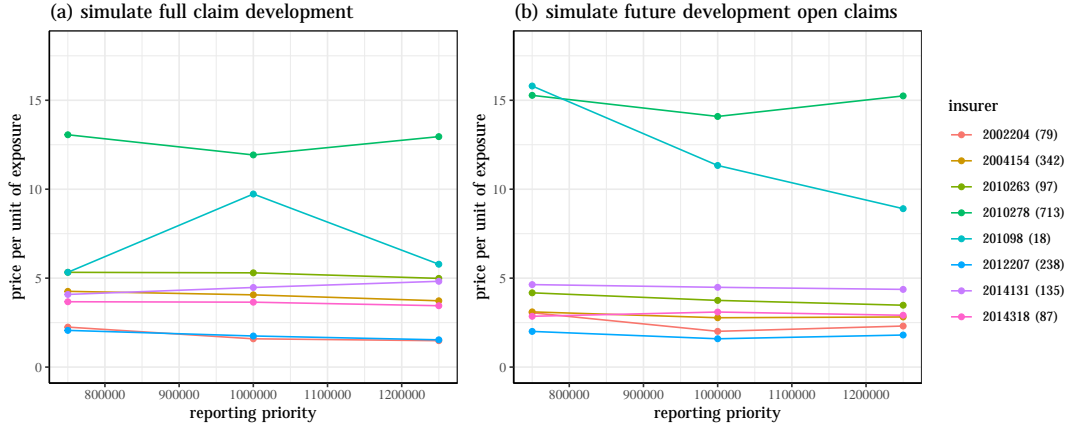 (a) simulate full claim development
(b) simulate future development open claims
price per unit of exposure
15
10
5
0
800000 900000 1000000 1100000 1200000
reporting priority
price per unit of exposure
15
10
5
0
800000 900000 1000000 1100000 1200000
reporting priority
insurer
2002204 (79)
2004154 (342)
2010263 (97)
2010278 (713)
201098 (18)
2012207 (238)
2014131 (135)
2014318 (87)